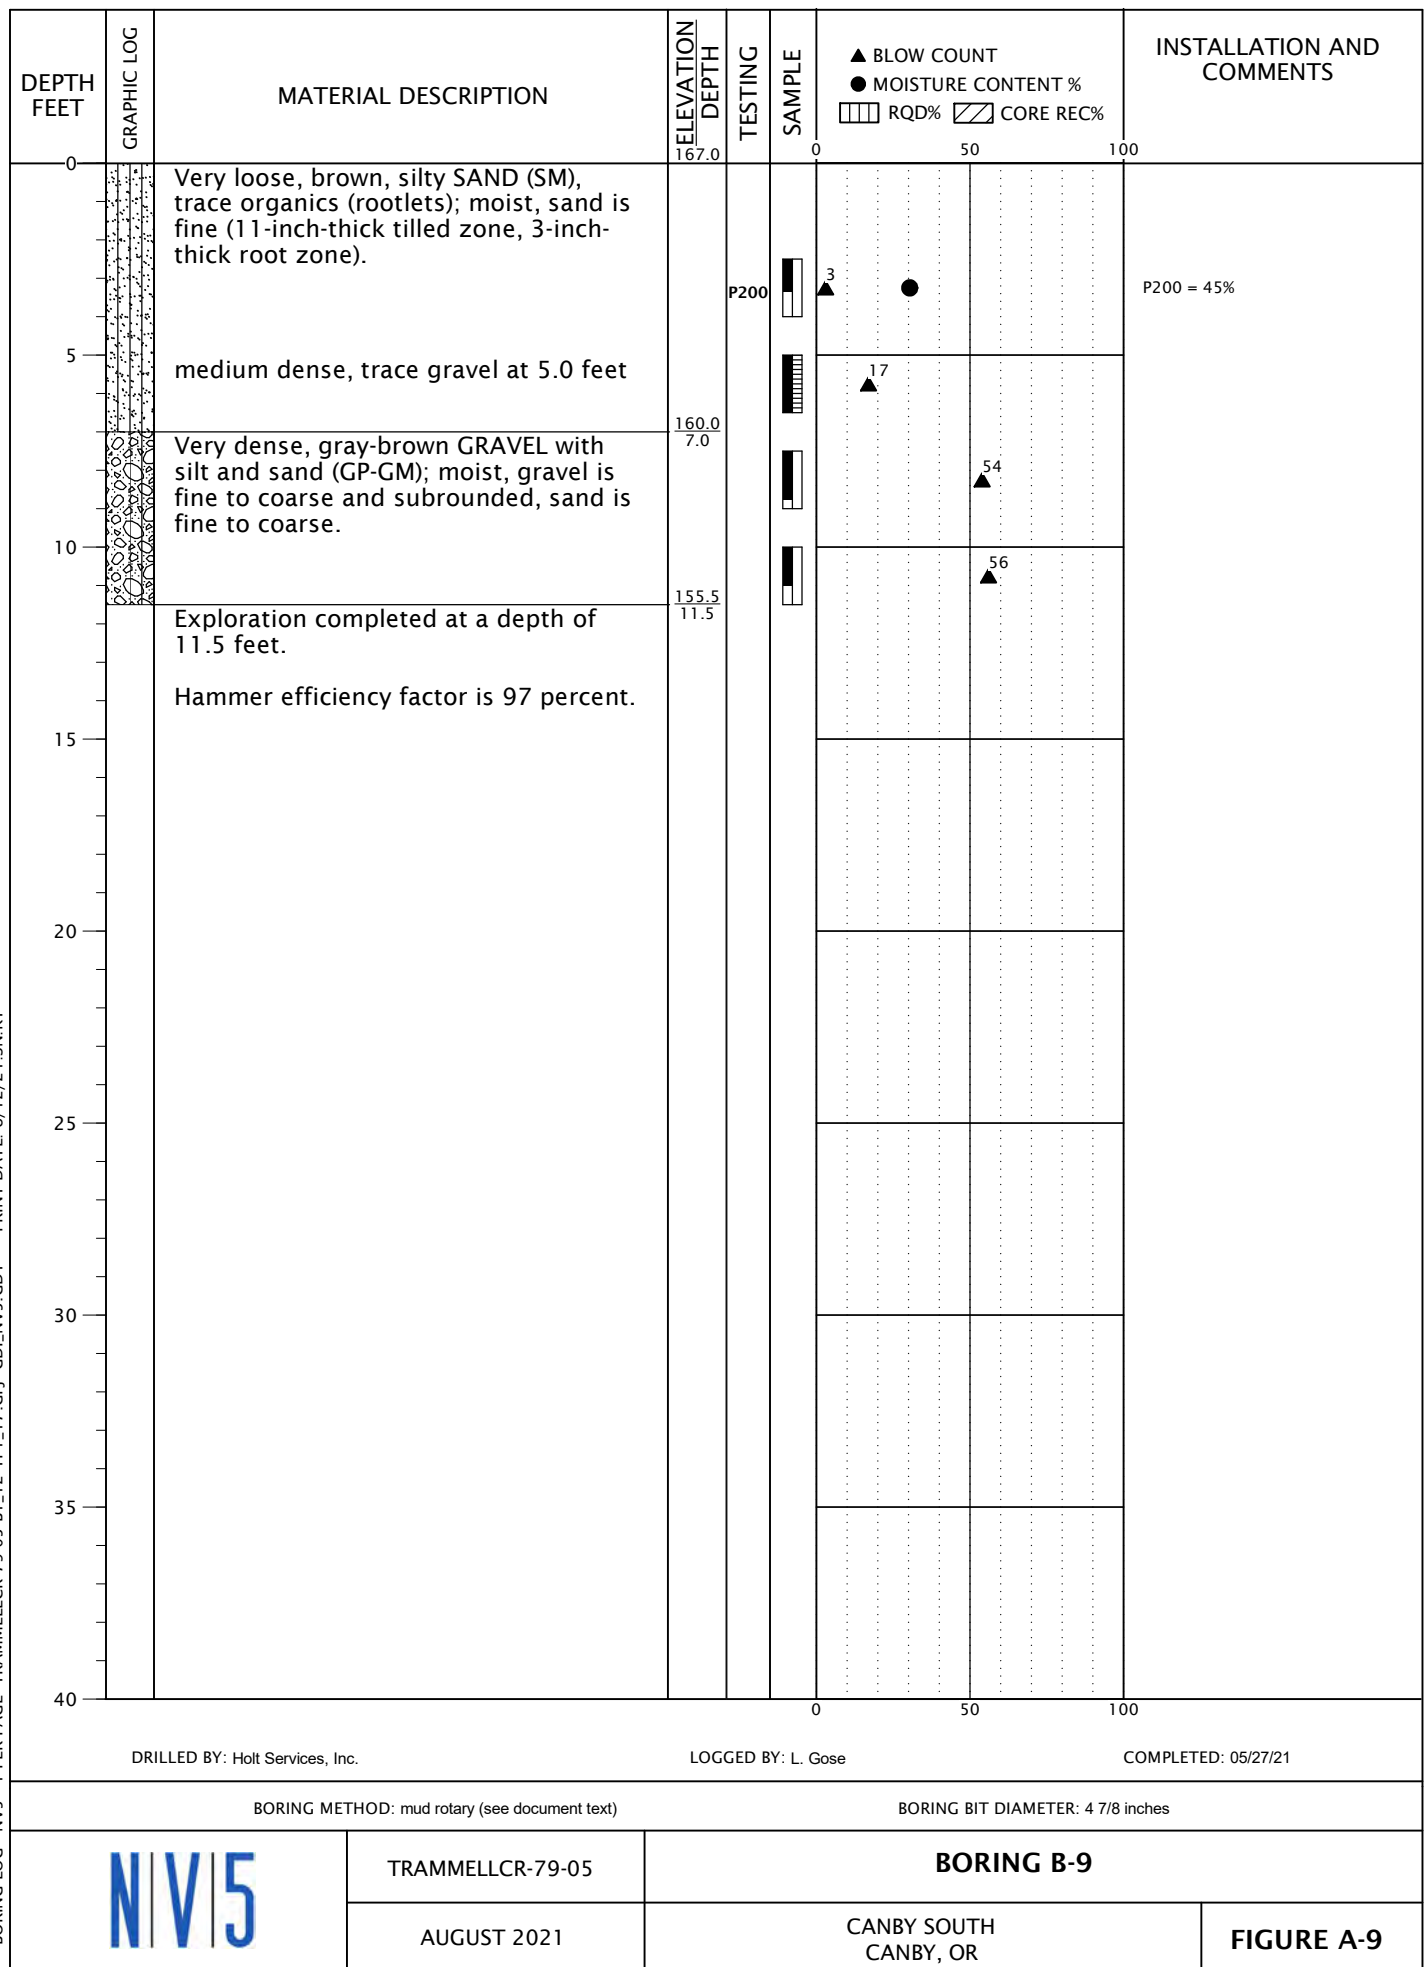 DEPTH
FEET
GRAPHIC LOG
MATERIAL DESCRIPTION
ELEVATION
DEPTH
TESTING
SAMPLE
▲ BLOW COUNT
● MOISTURE CONTENT %
RQD% CORE REC%
INSTALLATION AND
COMMENTS
167.0
0 50 100
0
Very loose, brown, silty SAND (SM),
trace organics (rootlets); moist, sand is
fine (11-inch-thick tilled zone, 3-inch-
thick root zone).
P200
3
P200 = 45%
5
medium dense, trace gravel at 5.0 feet
17
160.0
7.0
Very dense, gray-brown GRAVEL with
silt and sand (GP-GM); moist, gravel is
fine to coarse and subrounded, sand is
fine to coarse.
54
10
56
155.5
11.5
Exploration completed at a depth of
11.5 feet.
Hammer efficiency factor is 97 percent.
15
20
25
30
35
40
0 50 100
DRILLED BY: Holt Services, Inc.
LOGGED BY: L. Gose
COMPLETED: 05/27/21
BORING METHOD: mud rotary (see document text)
BORING BIT DIAMETER: 4 7/8 inches
N|V|5
TRAMMELLCR-79-05
BORING B-9
AUGUST 2021
CANBY SOUTH
CANBY, OR
FIGURE A-9